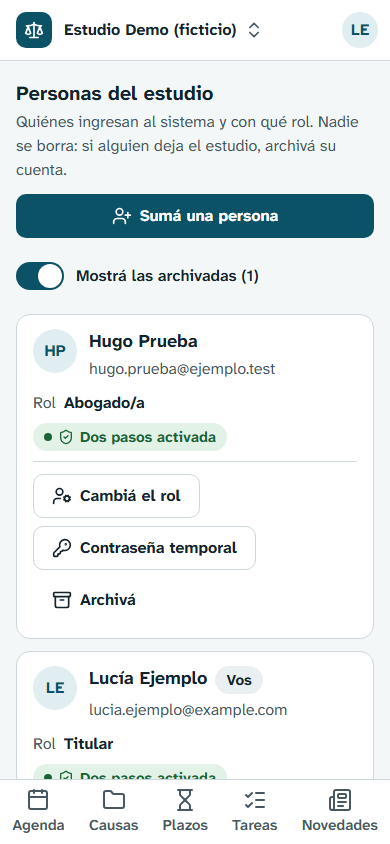 Estudio Demo (ficticio)
LE
Personas del estudio
Quiénes ingresan al sistema y con qué rol. Nadie
se borra: si alguien deja el estudio, archivá su
cuenta.
Sumá una persona
Mostrá las archivadas (1)
HP
Hugo Prueba
hugo.prueba@ejemplo.test
Rol Abogado/a
Dos pasos activada
Cambiá el rol
Contraseña temporal
Archivá
LE
Lucía Ejemplo
Vos
lucia.ejemplo@example.com
Rol Titular
Dos pasos activada
Agenda
Causas
Plazos
Tareas
Novedades